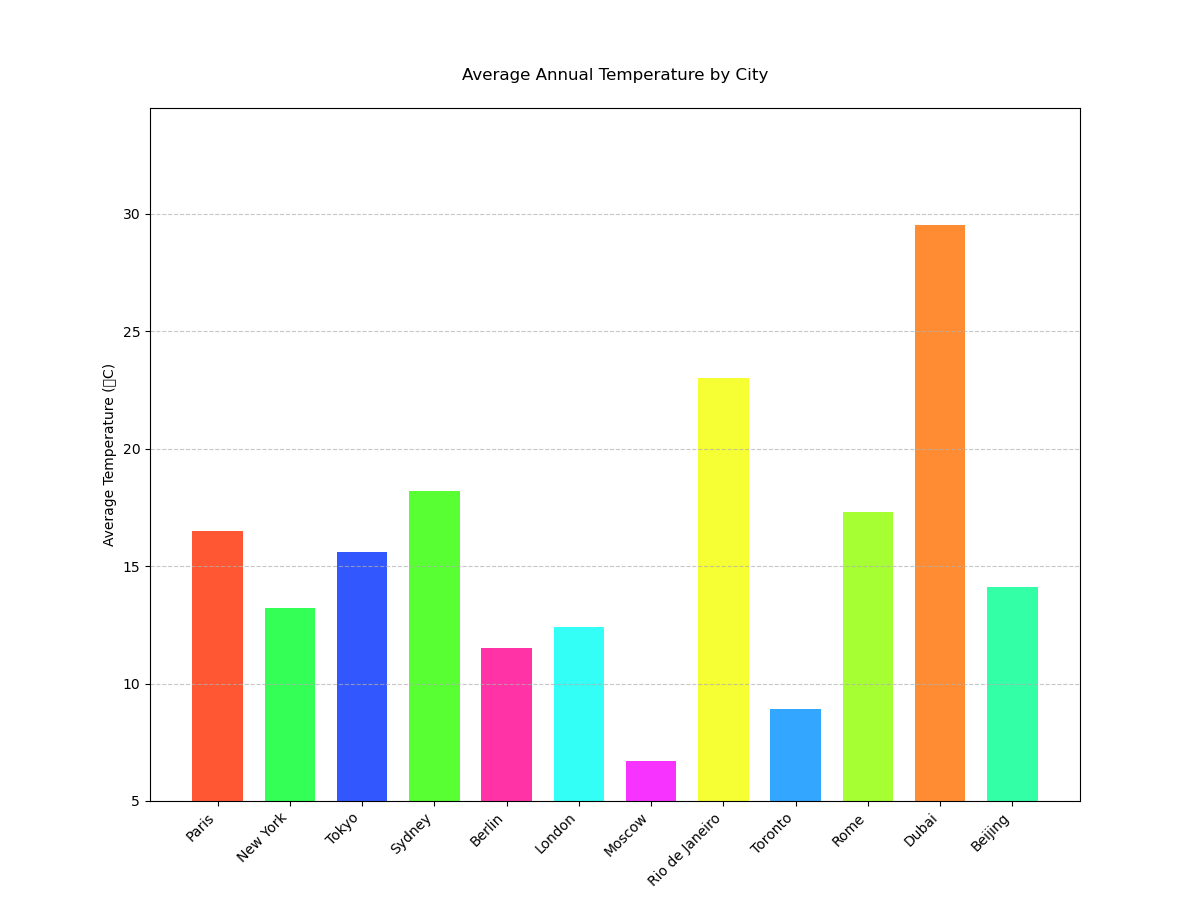 Average Annual Temperature by City
Average Temperature (▯C)
30
25
20
15
10
5
Paris
New York
Tokyo
Sydney
Berlin
London
Moscow
Rio de Janeiro
Toronto
Rome
Dubai
Beijing